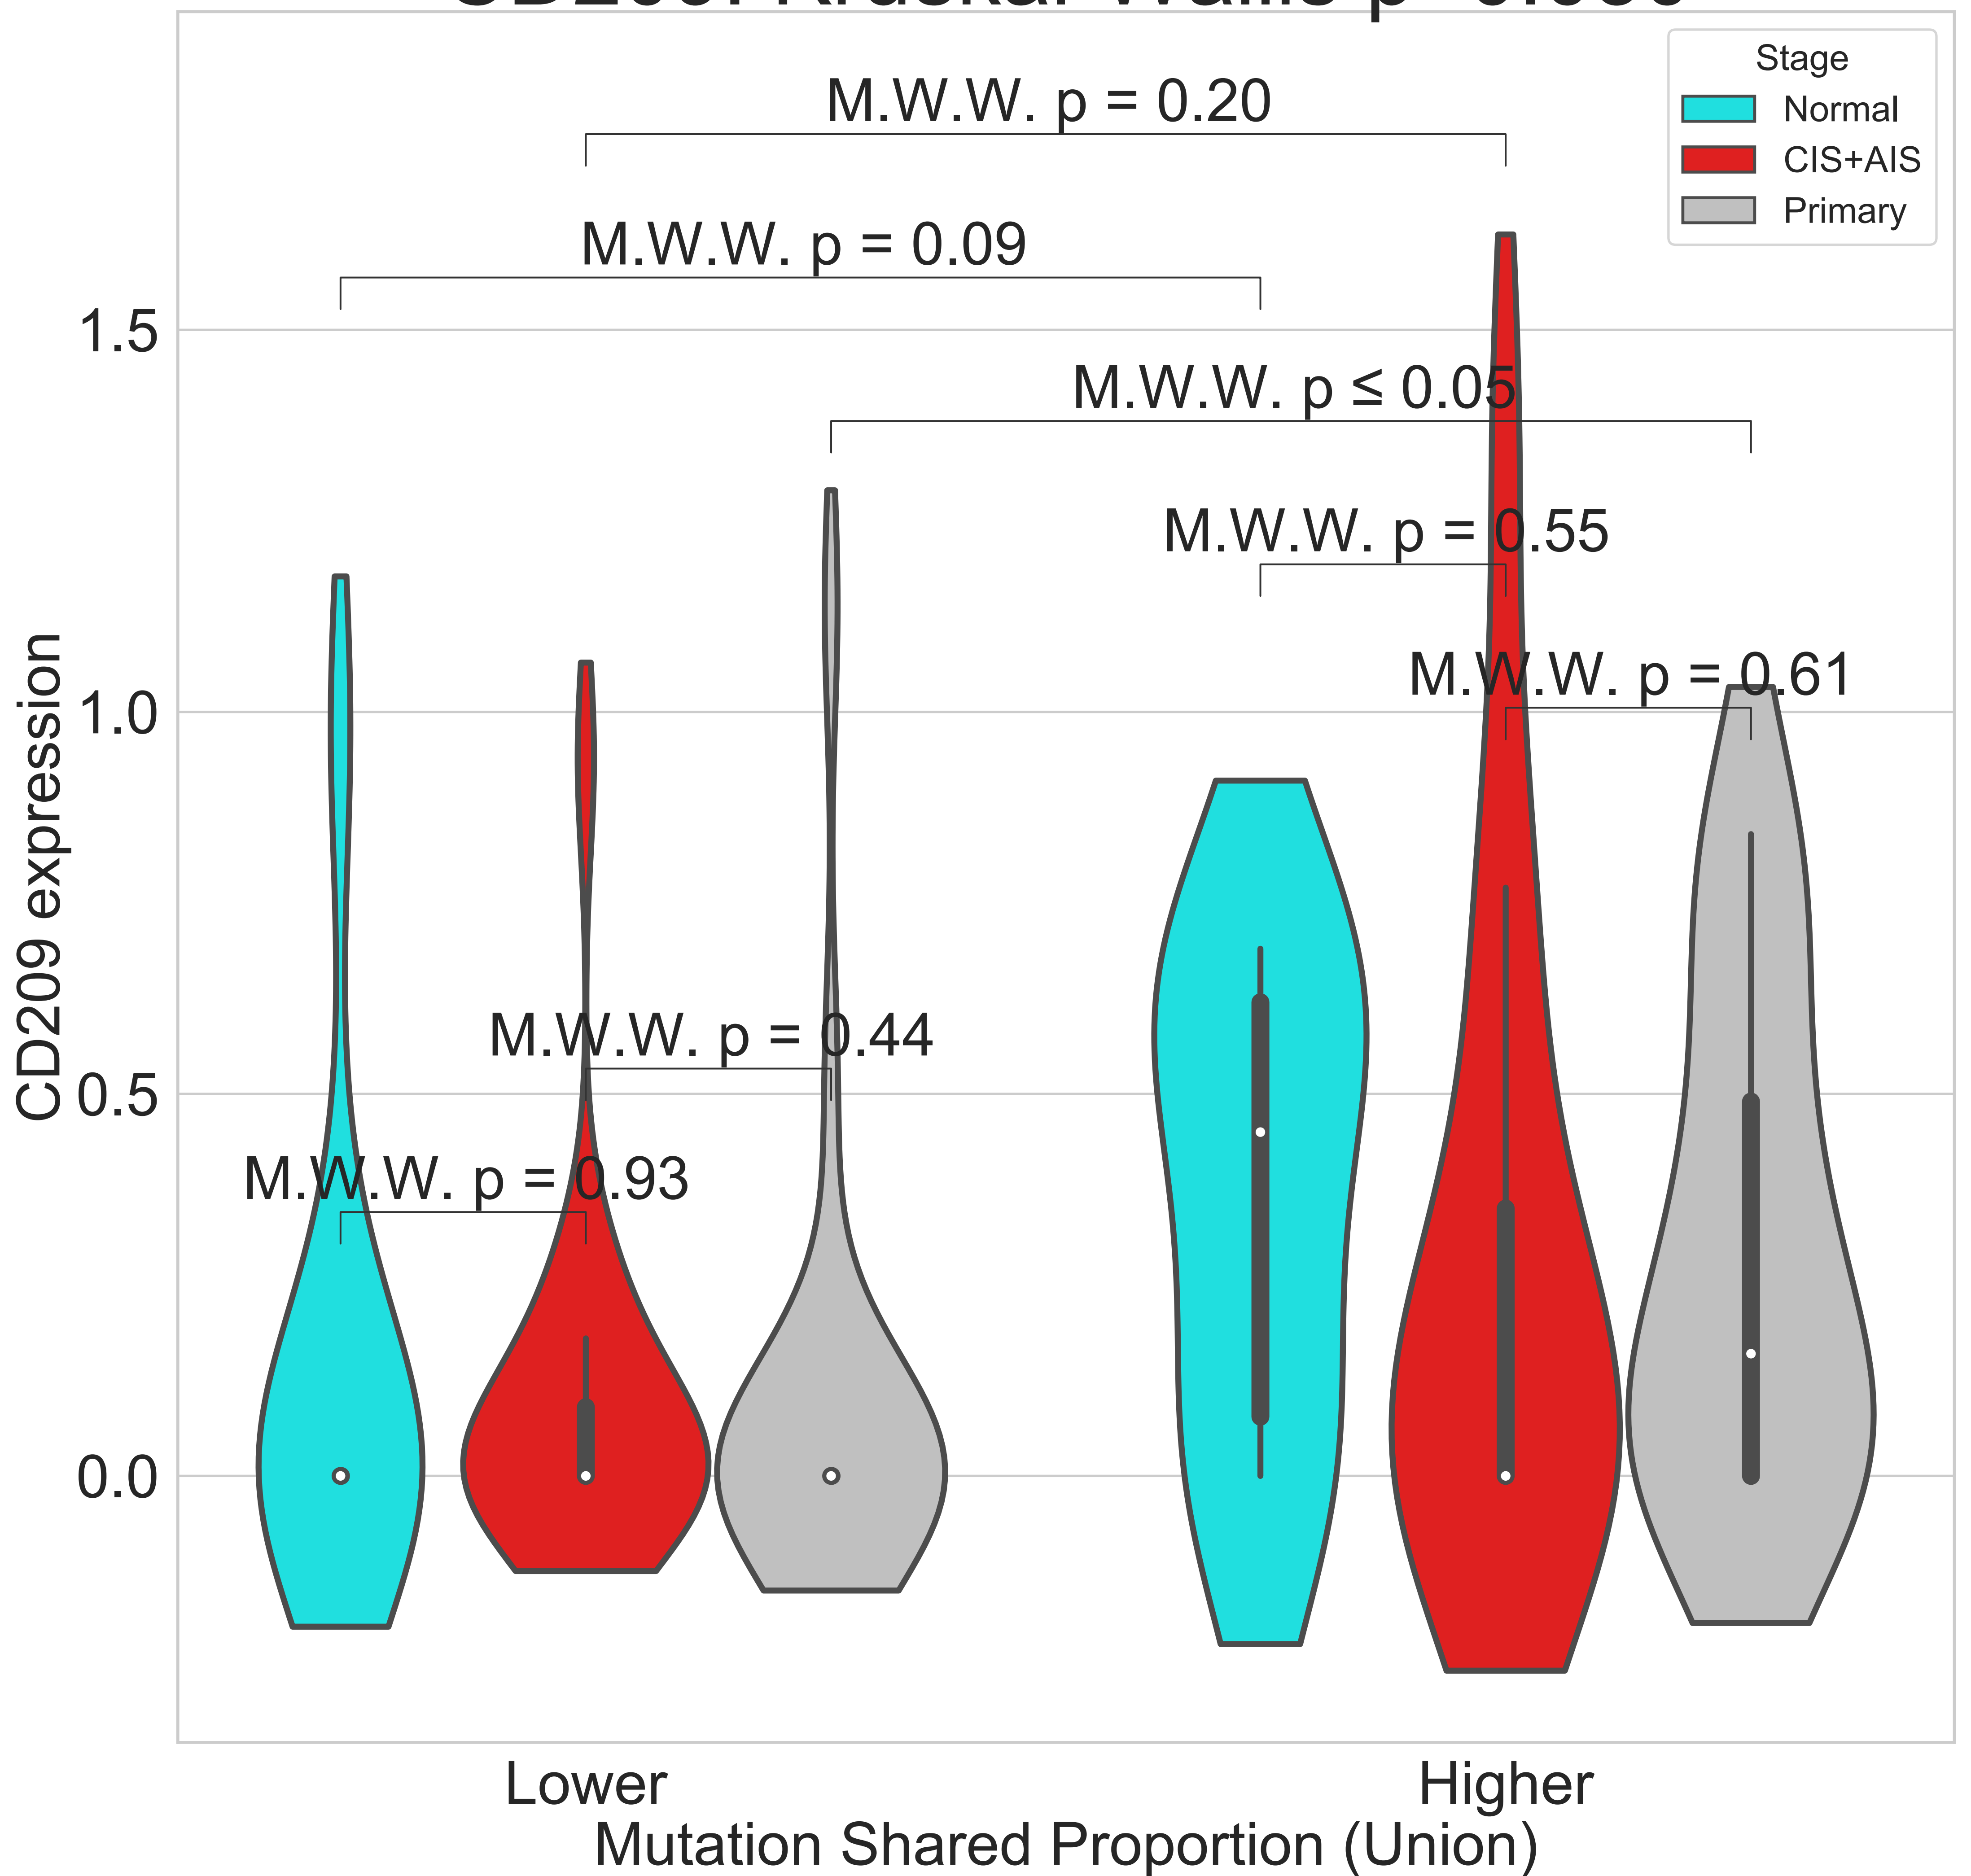 Stage
Normal
CIS+AIS
Primary
M.W.W. p = 0.20
M.W.W. p = 0.09
M.W.W. p ≤ 0.05
M.W.W. p = 0.55
M.W.W. p = 0.61
M.W.W. p = 0.44
M.W.W. p = 0.93
1.5
1.0
0.5
0.0
CD209 expression
Lower
Higher
Mutation Shared Proportion (Union)